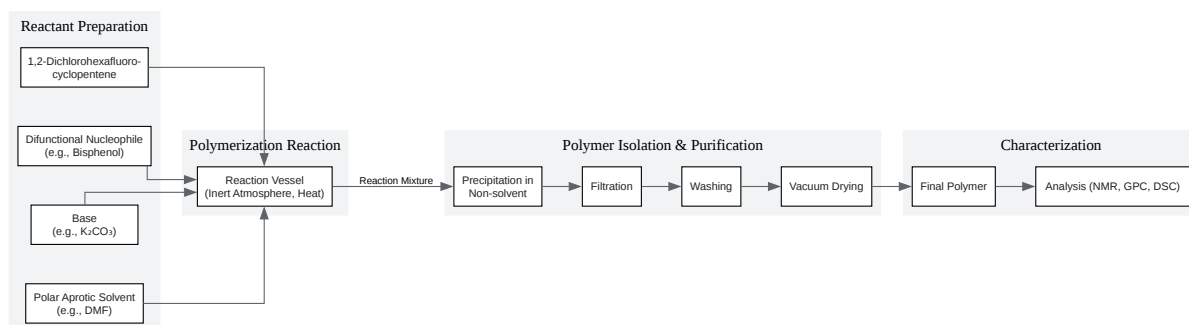 Reactant Preparation
1,2-Dichlorohexafluoro-
cyclopentene
Difunctional Nucleophile
(e.g., Bisphenol)
Base
(e.g., K₂CO₃)
Polar Aprotic Solvent
(e.g., DMF)
Polymerization Reaction
Reaction Vessel
(Inert Atmosphere, Heat)
Reaction Mixture
Polymer Isolation & Purification
Precipitation in
Non-solvent
Filtration
Washing
Vacuum Drying
Characterization
Final Polymer
Analysis (NMR, GPC, DSC)